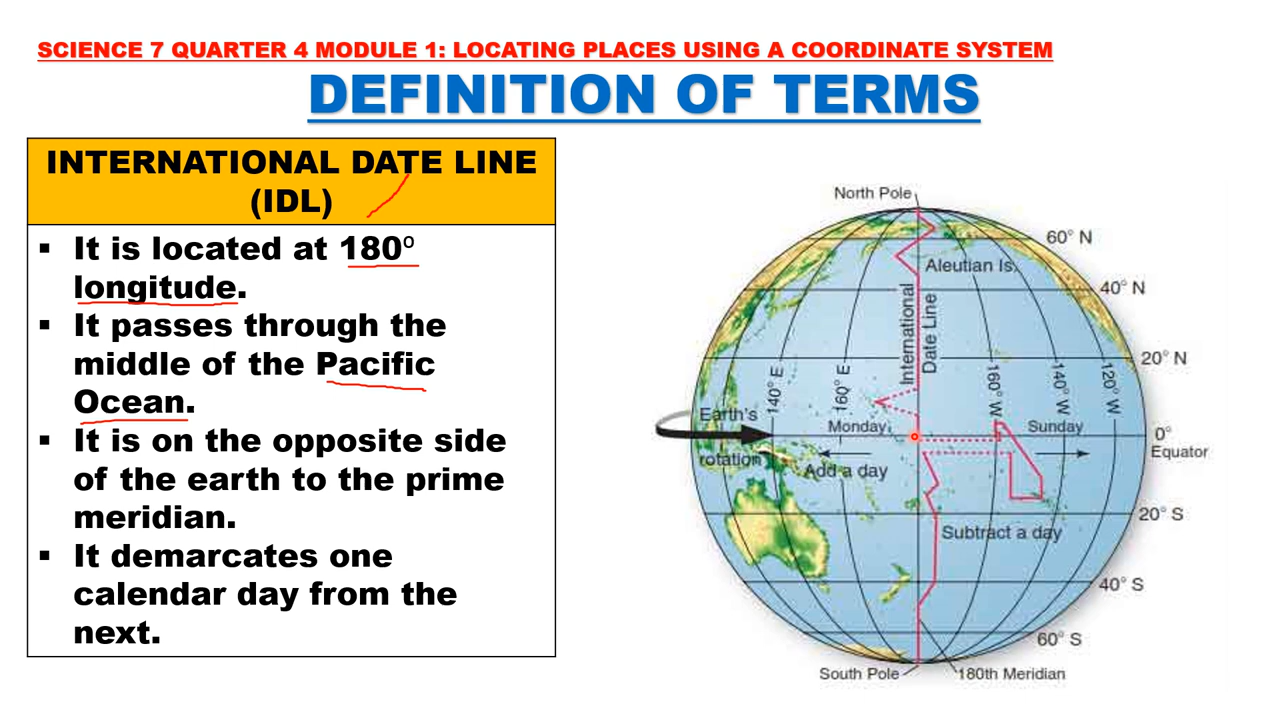 SCIENCE 7 QUARTER 4 MODULE 1: LOCATING PLACES USING A COORDINATE SYSTEM
DEFINITION OF TERMS
INTERNATIONAL DATE LINE
(IDL)
▪ It is located at 180º
longitude.
▪ It passes through the
middle of the Pacific
Ocean.
▪ It is on the opposite side
of the earth to the prime
meridian.
▪ It demarcates one
calendar day from the
next.
North Pole
60° N
Aleutian Is.
40° N
International
Date Line
20° N
140° E
160° E
160° W
140° W
120° W
Earth's
rotation
Monday
Sunday
0°
Equator
Add a day
20° S
Subtract a day
40° S
60° S
South Pole
180th Meridian